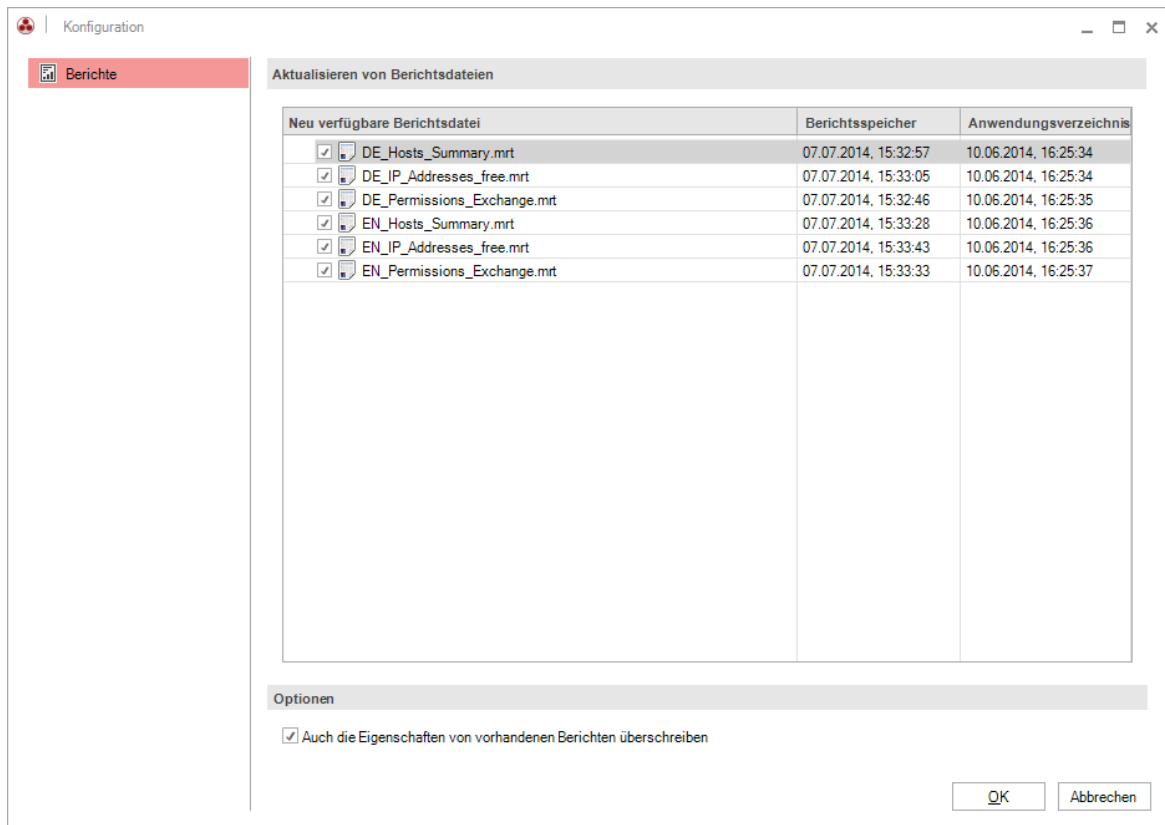 Konfiguration
Berichte
Aktualisieren von Berichtsdateien
Neu verfügbare Berichtsdatei Berichtsspeicher Anwendungsverzeichnis
DE_Hosts_Summary.mrt 07.07.2014, 15:32:57 10.06.2014, 16:25:34
DE_IP_Addresses_free.mrt 07.07.2014, 15:33:05 10.06.2014, 16:25:34
DE_Permissions_Exchange.mrt 07.07.2014, 15:32:46 10.06.2014, 16:25:35
EN_Hosts_Summary.mrt 07.07.2014, 15:33:28 10.06.2014, 16:25:36
EN_IP_Addresses_free.mrt 07.07.2014, 15:33:43 10.06.2014, 16:25:36
EN_Permissions_Exchange.mrt 07.07.2014, 15:33:33 10.06.2014, 16:25:37
Optionen
Auch die Eigenschaften von vorhandenen Berichten überschreiben
OK Abbrechen